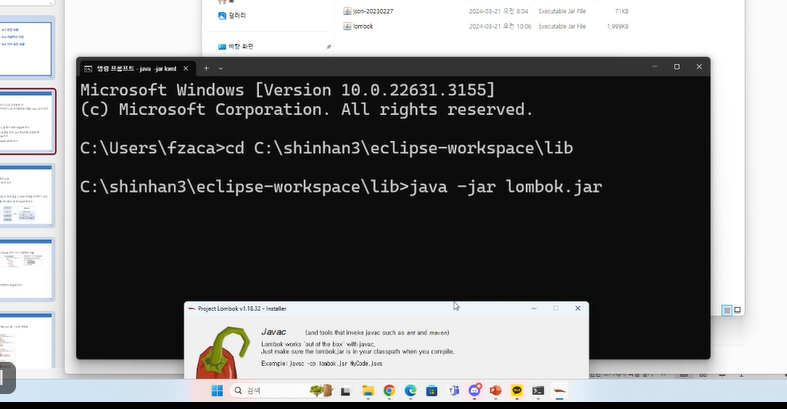 갤러리
바탕 화면
json-20230227 2024-03-21 오전 8:04 Executable Jar File 71KB
lombok 2024-03-21 오전 10:06 Executable Jar File 1,999KB
명령 프롬프트 - java -jar lomb
Microsoft Windows [Version 10.0.22631.3155]
(c) Microsoft Corporation. All rights reserved.
C:\Users\fzaca>cd C:\shinhan3\eclipse-workspace\lib
C:\shinhan3\eclipse-workspace\lib>java -jar lombok.jar
Project Lombok v1.18.32 - Installer
Javac (and tools that invoke javac such as ant and maven)
Lombok works 'out of the box' with javac.
Just make sure the lombok.jar is in your classpath when you compile.
Example: javac -cp lombok.jar MyCode.java
검색